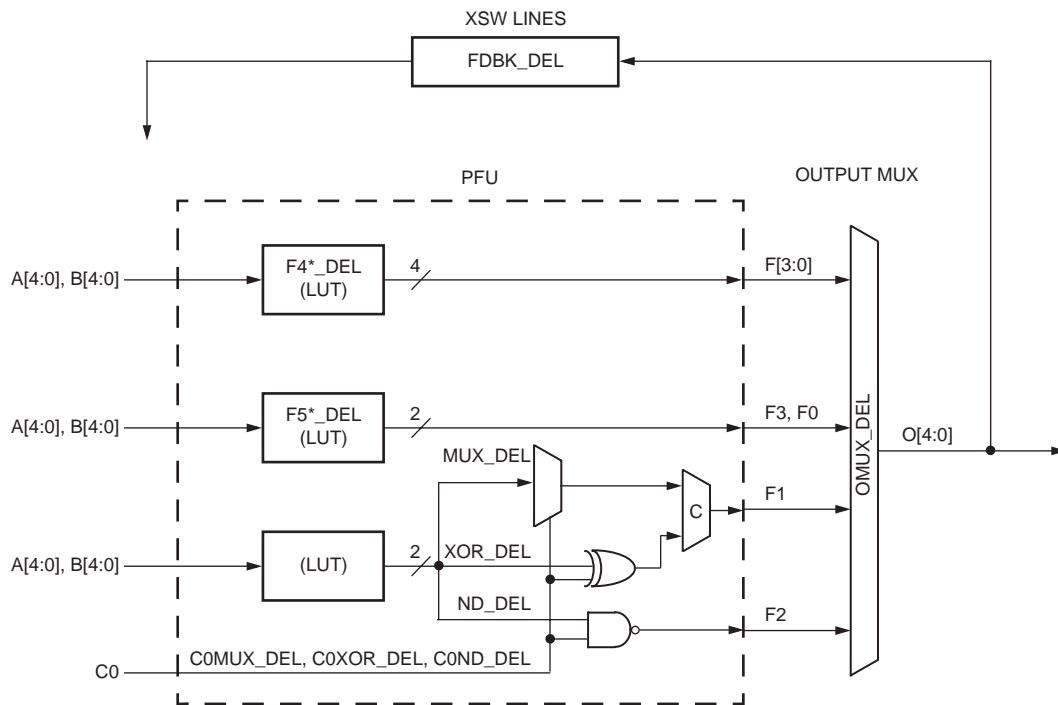 XSW LINES
FDBK_DEL
PFU
OUTPUT MUX
A[4:0], B[4:0]
F4*_DEL
(LUT)
4
F[3:0]
A[4:0], B[4:0]
F5*_DEL
(LUT)
2
F3, F0
OMUX_DEL
O[4:0]
MUX_DEL
C
F1
A[4:0], B[4:0]
(LUT)
2
XOR_DEL
ND_DEL
F2
C0
C0MUX_DEL, C0XOR_DEL, C0ND_DEL